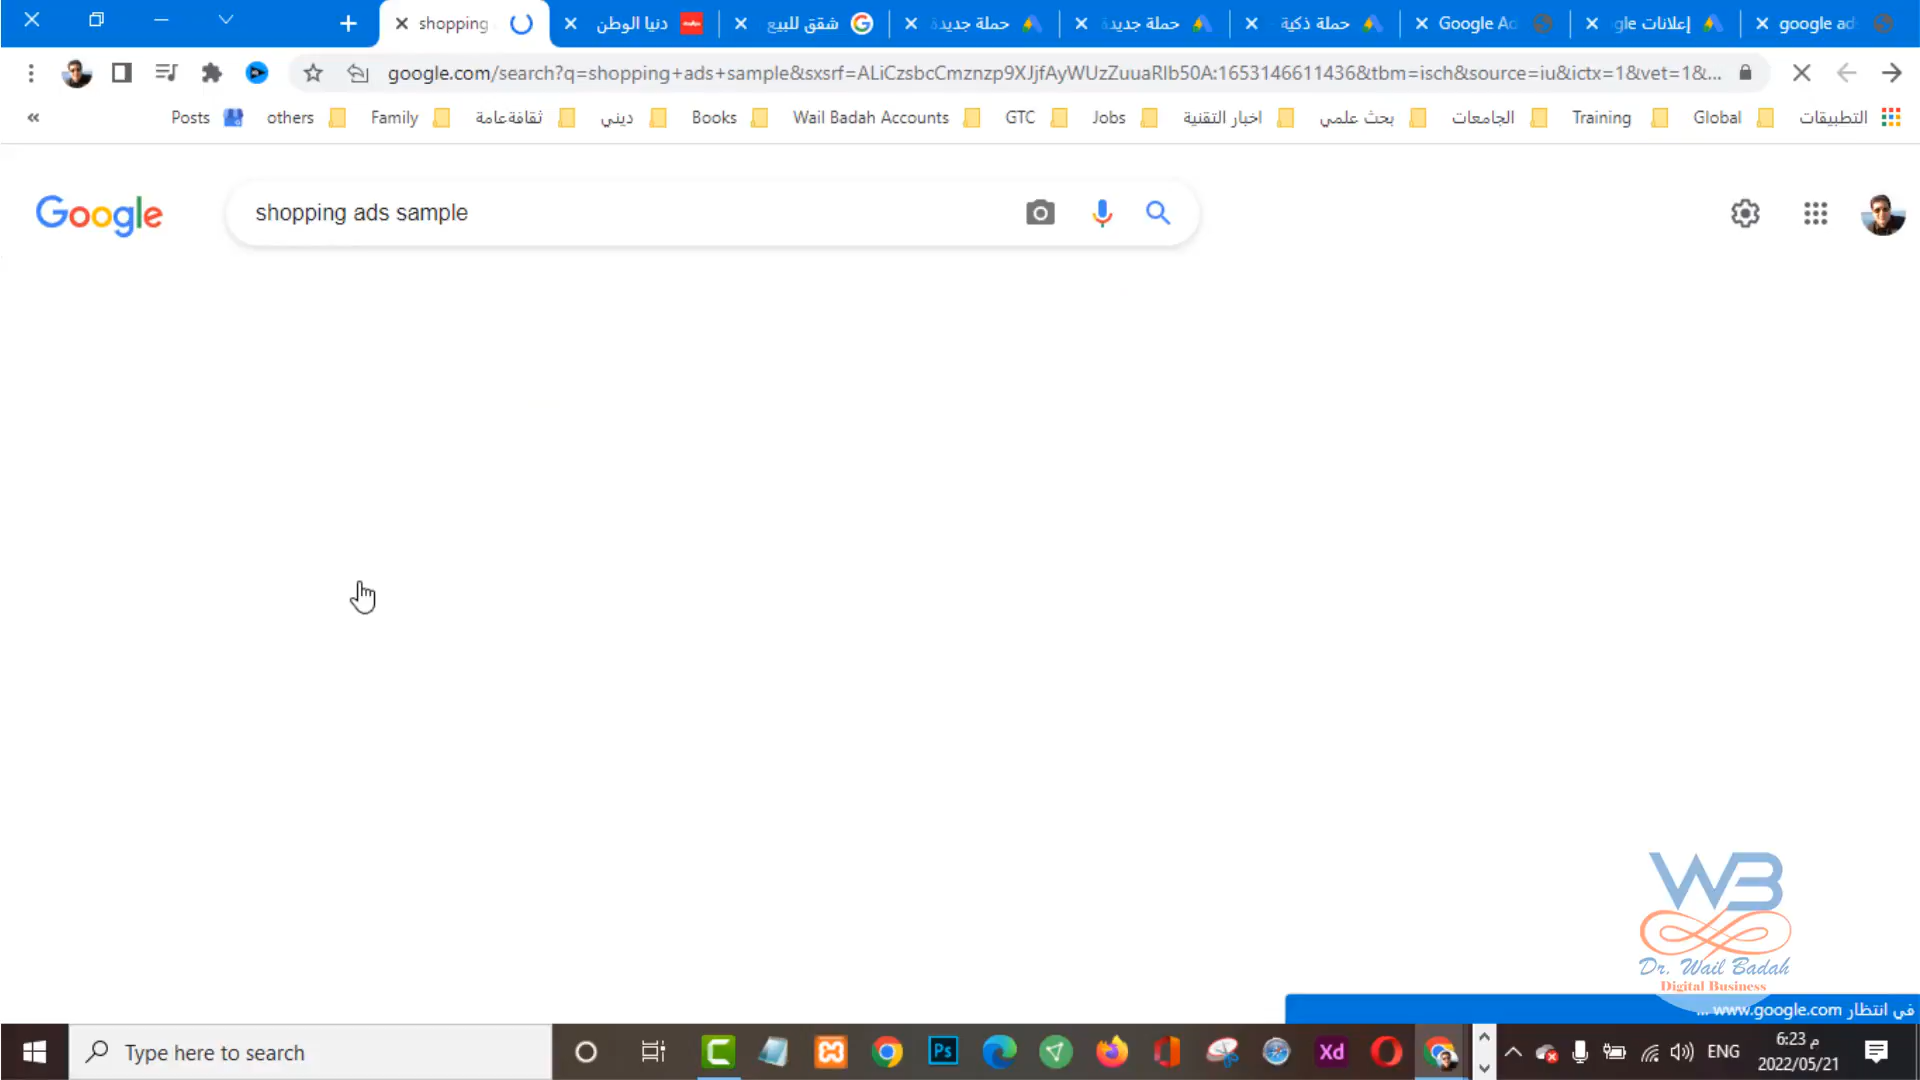 shopping
دنيا الوطن
شقق للبيع
حملة جديدة
حملة جديدة
حملة ذكية
Google Ad
إعلانات gle
google ad
google.com/search?q=shopping+ads+sample&sxsrf=ALiCzsbcCmznzp9XJjfAyWUzZuuaRlb50A:1653146611436&tbm=isch&source=iu&ictx=1&vet=1&...
« Posts others Family ثقافةعامة ديني Books Wail Badah Accounts GTC Jobs اخبار التقنية بحث علمي الجامعات Training Global التطبيقات
Google
shopping ads sample
WB
Dr. Wail Badah
Digital Business
في انتظار www.google.com ...
Type here to search
Ps
Xd
ENG
6:23 م
2022/05/21